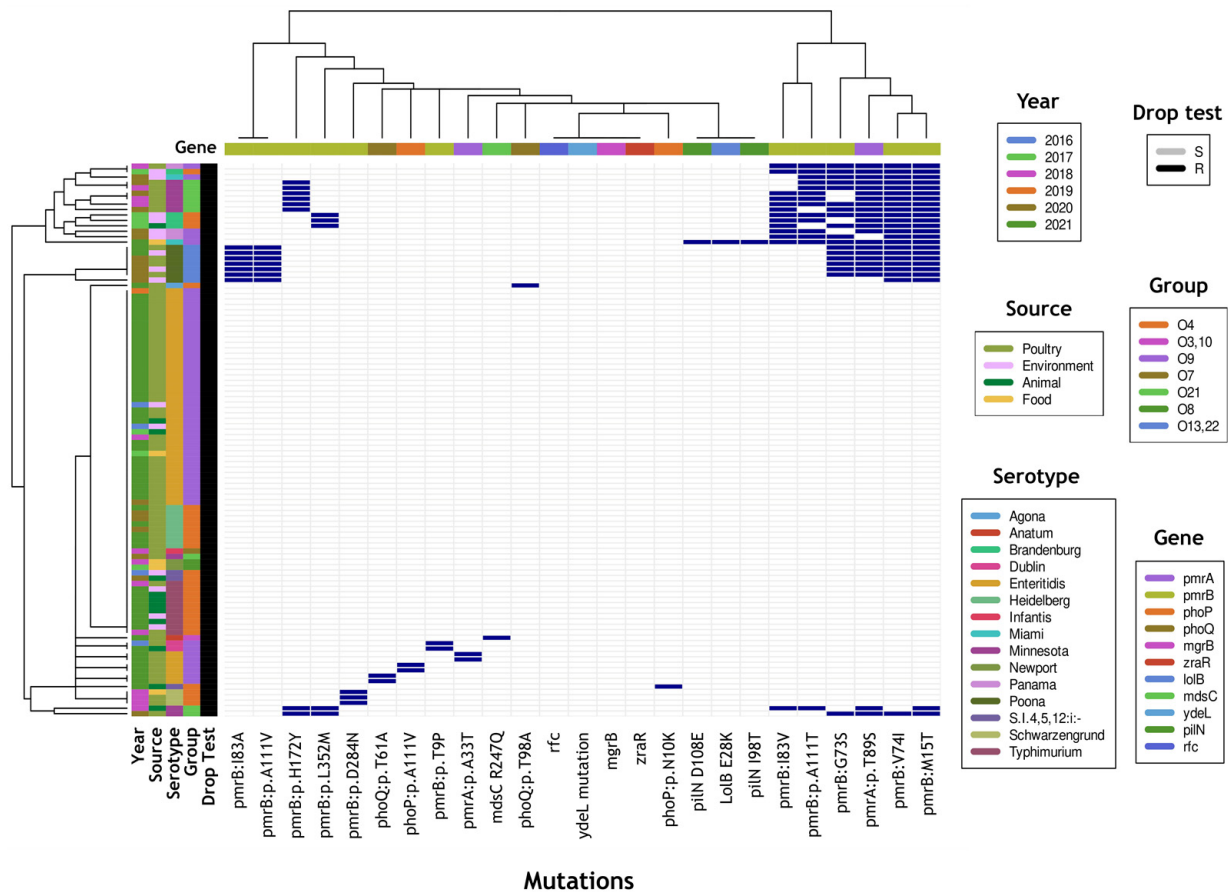 Gene
Year
2016
2017
2018
2019
2020
2021
Drop test
S
R
Source
Poultry
Environment
Animal
Food
Group
O4
O3,10
O9
O7
O21
O8
O13,22
Serotype
Agona
Anatum
Brandenburg
Dublin
Enteritidis
Heidelberg
Infantis
Miami
Minnesota
Newport
Panama
Poona
S.I.4,5,12:i:-
Schwarzengrund
Typhimurium
Gene
pmrA
pmrB
phoP
phoQ
mgrB
zraR
lolB
mdsC
ydeL
pilN
rfc
Year
Source
Serotype
Group
Drop Test
pmrB:I83A
pmrB:p.A111V
pmrB:p.H172Y
pmrB:p.L352M
pmrB:p.D284N
phoQ:p.T61A
phoP:p.A111V
pmrB:p.T9P
pmrA:p.A33T
mdsC R247Q
phoQ:p.T98A
rfc
ydeL mutation
mgrB
zraR
phoP:p.N10K
pilN D108E
LolB E28K
pilN I98T
pmrB:I83V
pmrB:p.A111T
pmrB:G73S
pmrA:p.T89S
pmrB:V74I
pmrB:M15T
Mutations